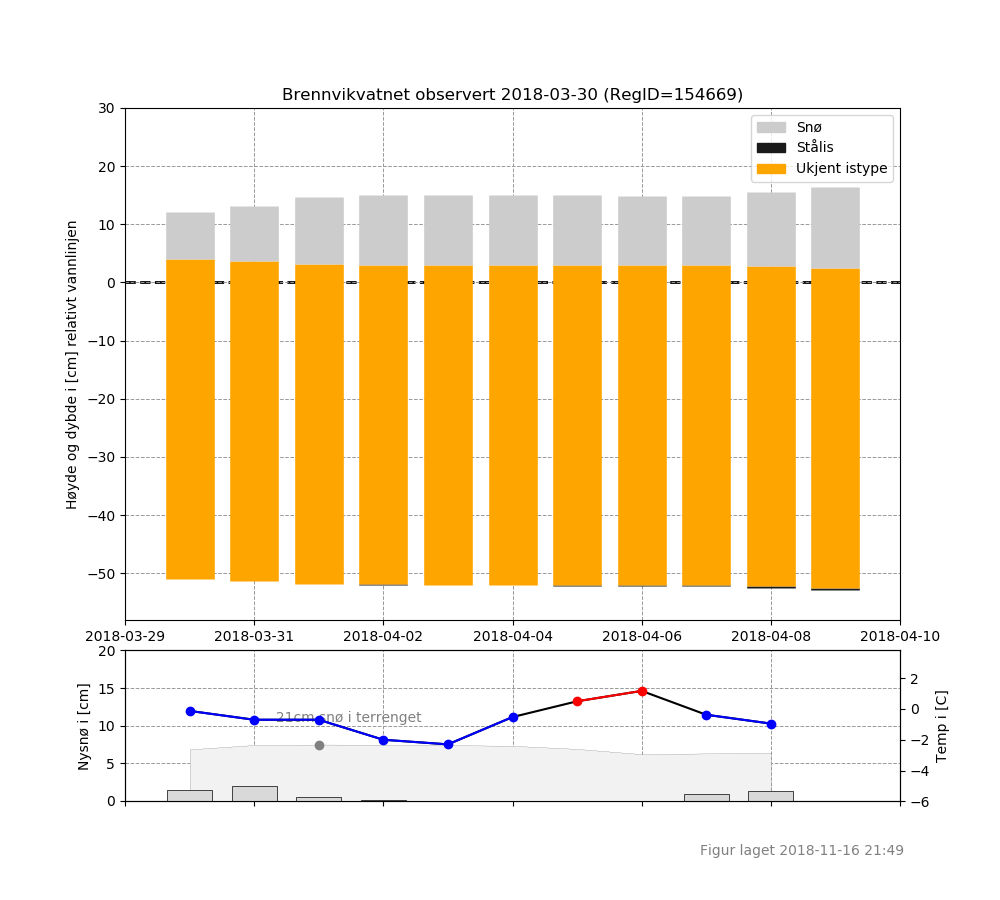 Brennvikvatnet observert 2018-03-30 (RegID=154669)
Høyde og dybde i [cm] relativt vannlinjen
30
20
10
0
−10
−20
−30
−40
−50
Snø
Stålis
Ukjent istype
2018-03-29 2018-03-31 2018-04-02 2018-04-04 2018-04-06 2018-04-08 2018-04-10
Nysnø i [cm]
20
15
10
5
0
21cm snø i terrenget
2
0
−2
−4
−6
Temp i [C]
Figur laget 2018-11-16 21:49